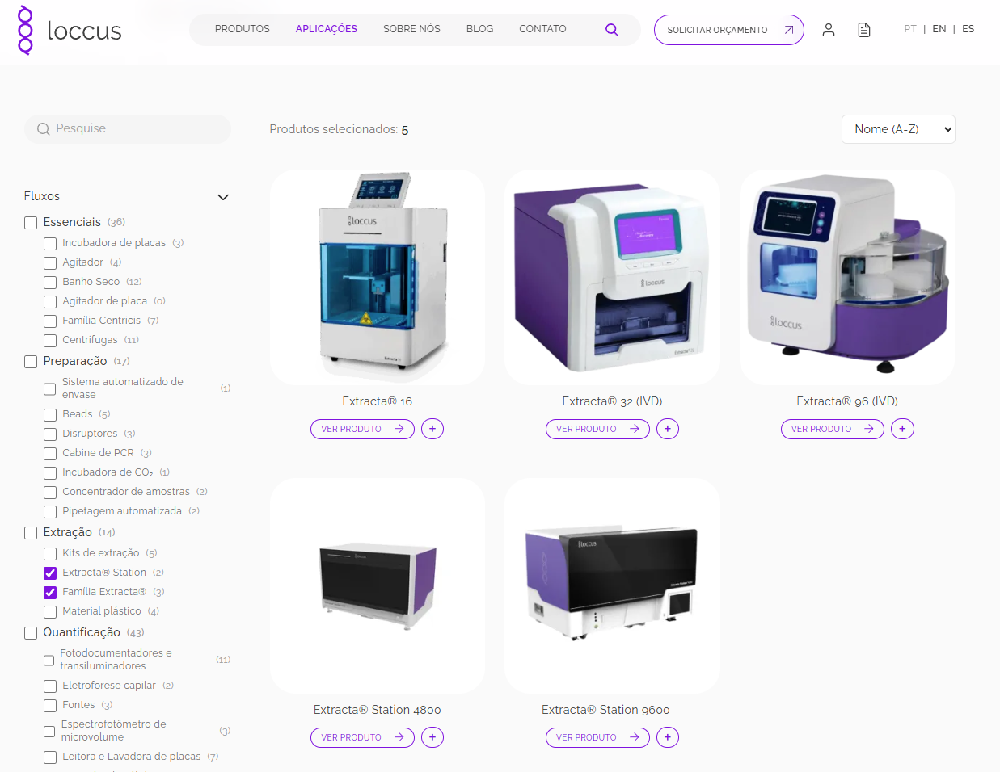 loccus
PRODUTOS
APLICAÇÕES
SOBRE NÓS
BLOG
CONTATO
SOLICITAR ORÇAMENTO
PT | EN | ES
Pesquise
Produtos selecionados: 5
Nome (A-Z)
Fluxos
Essenciais (36)
Incubadora de placas (3)
Agitador (4)
Banho Seco (12)
Agitador de placa (0)
Família Centricis (7)
Centrifugas (11)
Preparação (17)
Sistema automatizado de
envase (1)
Beads (5)
Disruptores (3)
Cabine de PCR (3)
Incubadora de CO₂ (1)
Concentrador de amostras (2)
Pipetagem automatizada (2)
Extração (14)
Kits de extração (5)
Extracta® Station (2)
Família Extracta® (3)
Material plástico (4)
Quantificação (43)
Fotodocumentadores e
transiluminadores (11)
Eletroforese capilar (2)
Fontes (3)
Espectrofotômetro de
microvolume (3)
Leitora e Lavadora de placas (7)
loccus
Extracta® 16
VER PRODUTO
+
loccus
Extracta® 32 (IVD)
VER PRODUTO
+
loccus
Extracta® 96 (IVD)
VER PRODUTO
+
Extracta® Station 4800
VER PRODUTO
+
loccus
Extracta® Station 9600
VER PRODUTO
+